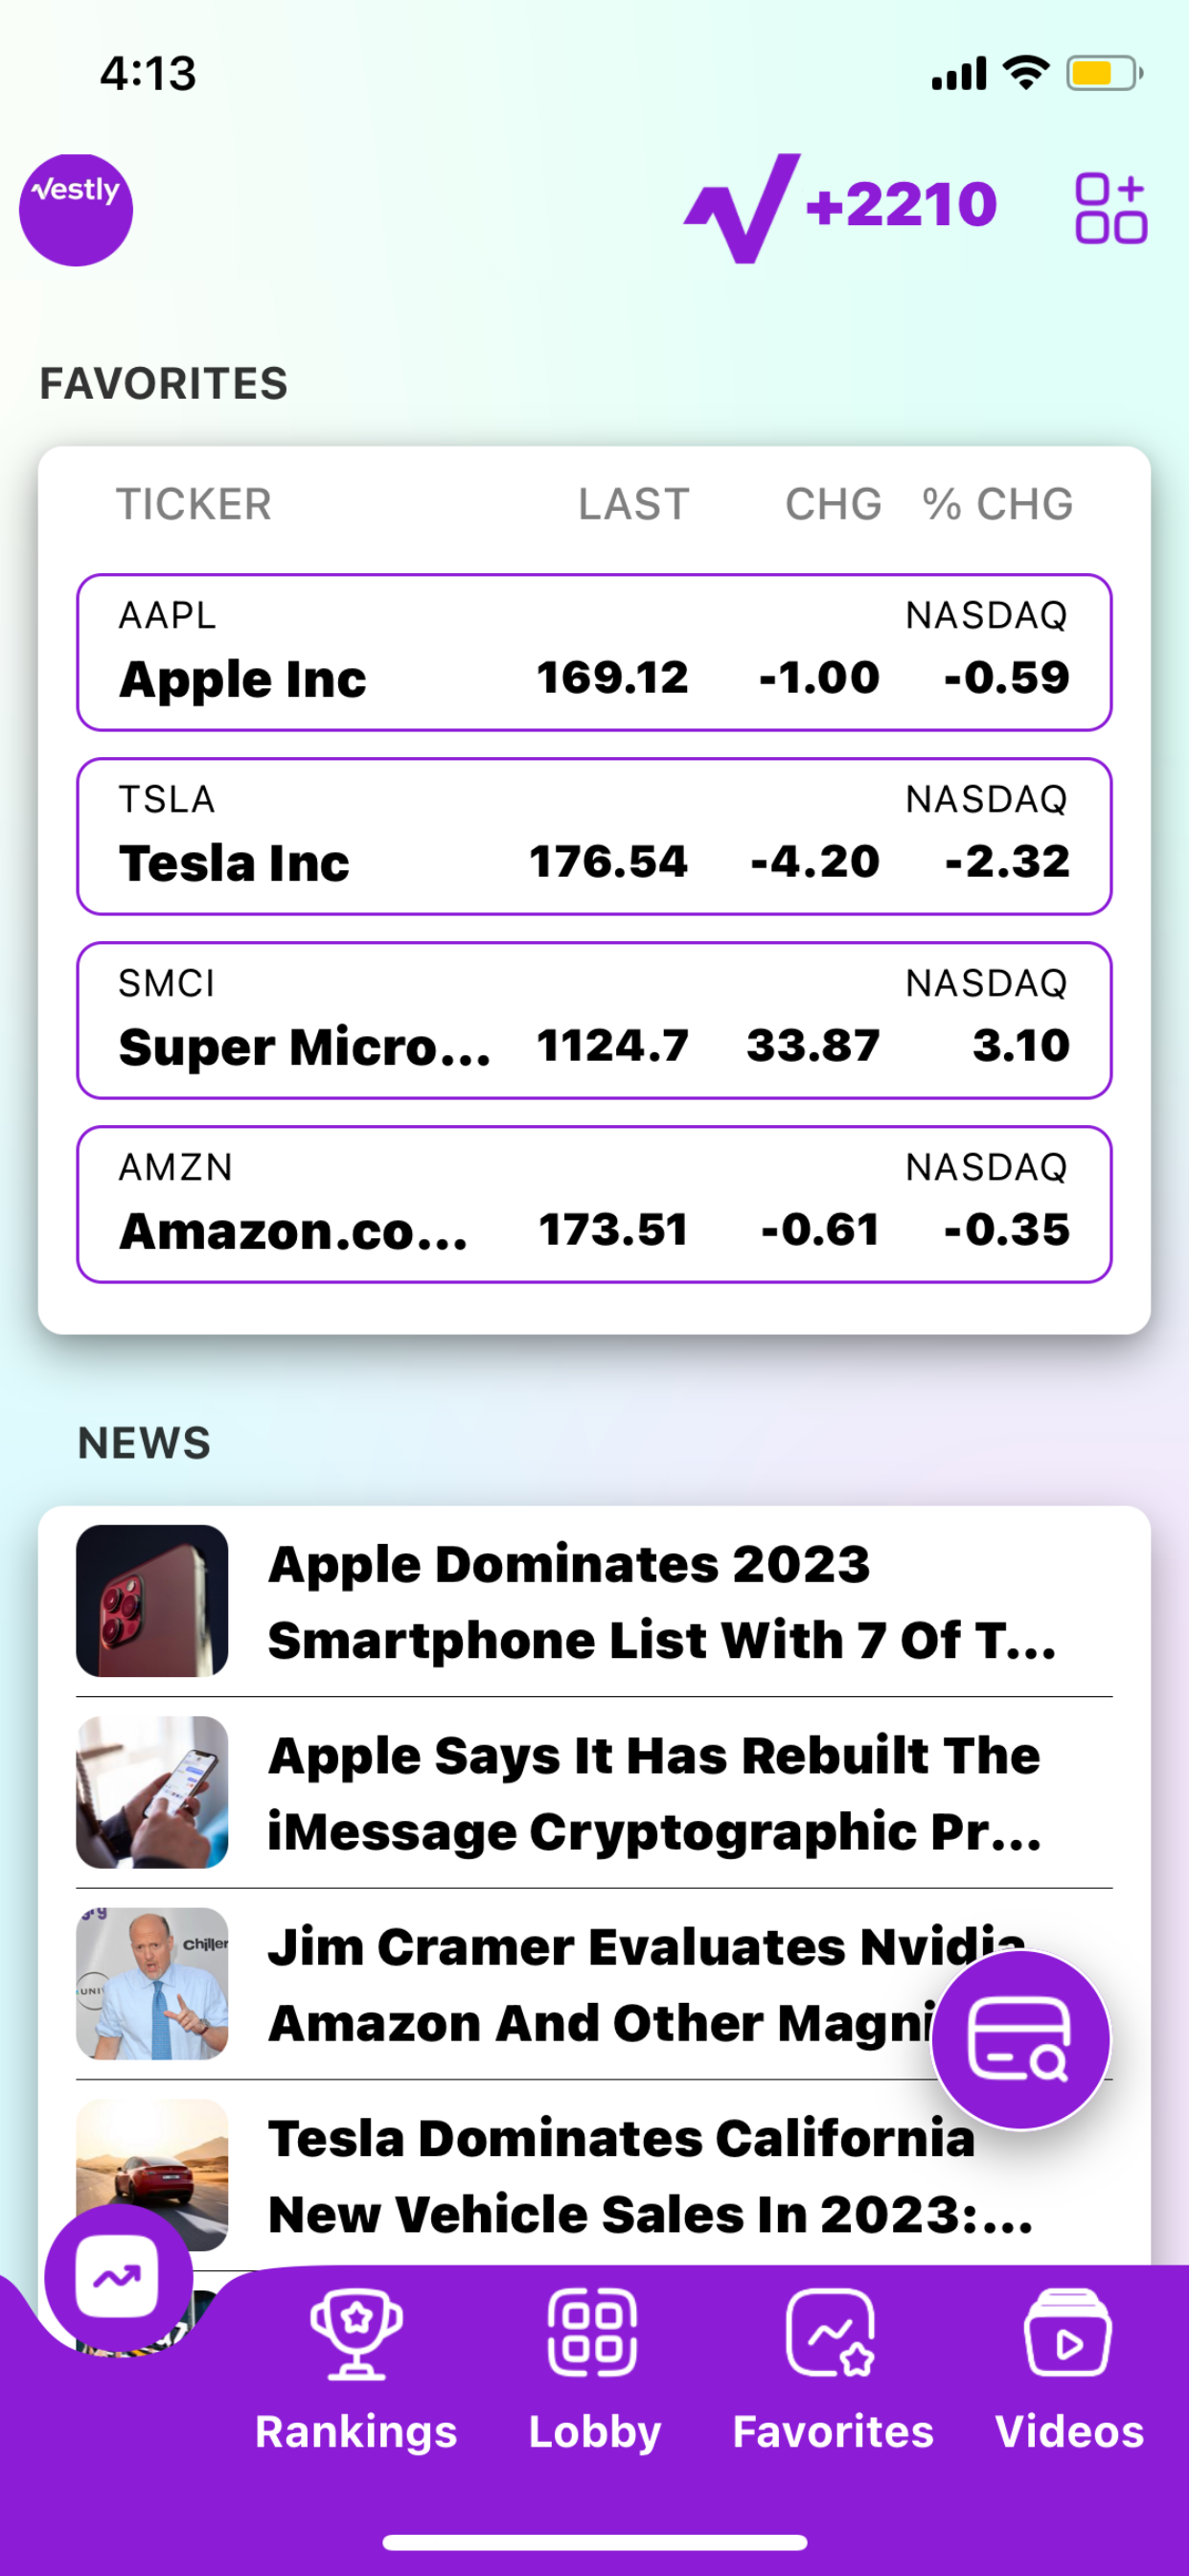 4:13
Vestly
+2210
FAVORITES
TICKER LAST CHG % CHG
AAPL NASDAQ
Apple Inc 169.12 -1.00 -0.59
TSLA NASDAQ
Tesla Inc 176.54 -4.20 -2.32
SMCI NASDAQ
Super Micro... 1124.7 33.87 3.10
AMZN NASDAQ
Amazon.co... 173.51 -0.61 -0.35
NEWS
Apple Dominates 2023
Smartphone List With 7 Of T...
Apple Says It Has Rebuilt The
iMessage Cryptographic Pr...
Chiller
UNI
Jim Cramer Evaluates Nvidia
Amazon And Other Magni
Tesla Dominates California
New Vehicle Sales In 2023:...
Rankings Lobby Favorites Videos